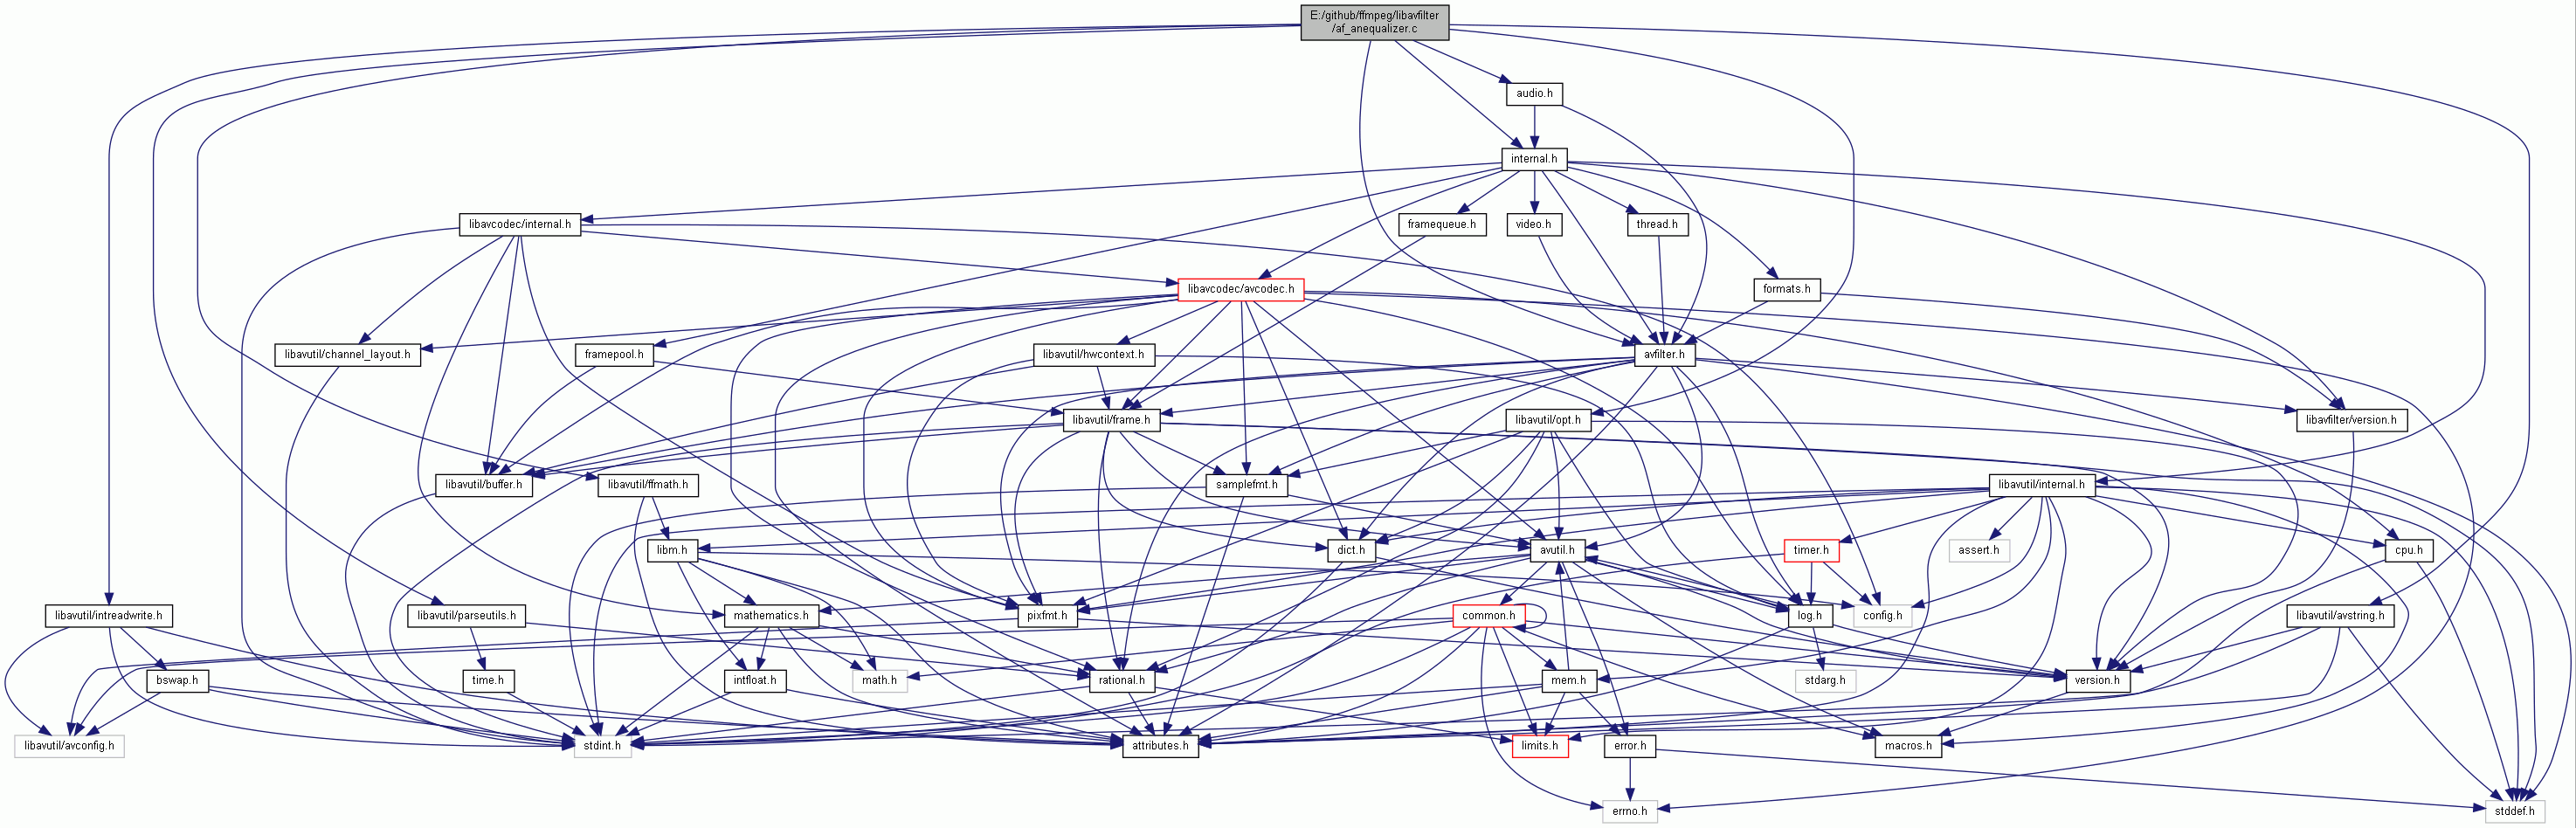 E:/github/ffmpeg/libavfilter
/af_anequalizer.c
audio.h
internal.h
libavcodec/internal.h
framequeue.h
video.h
thread.h
libavcodec/avcodec.h
formats.h
libavutil/channel_layout.h
framepool.h
libavutil/hwcontext.h
avfilter.h
libavutil/frame.h
libavutil/opt.h
libavfilter/version.h
libavutil/buffer.h
libavutil/ffmath.h
samplefmt.h
libavutil/internal.h
libm.h
dict.h
avutil.h
timer.h
assert.h
cpu.h
libavutil/intreadwrite.h
libavutil/parseutils.h
mathematics.h
pixfmt.h
common.h
log.h
config.h
libavutil/avstring.h
bswap.h
time.h
intfloat.h
math.h
rational.h
mem.h
stdarg.h
version.h
libavutil/avconfig.h
stdint.h
attributes.h
limits.h
error.h
macros.h
errno.h
stddef.h